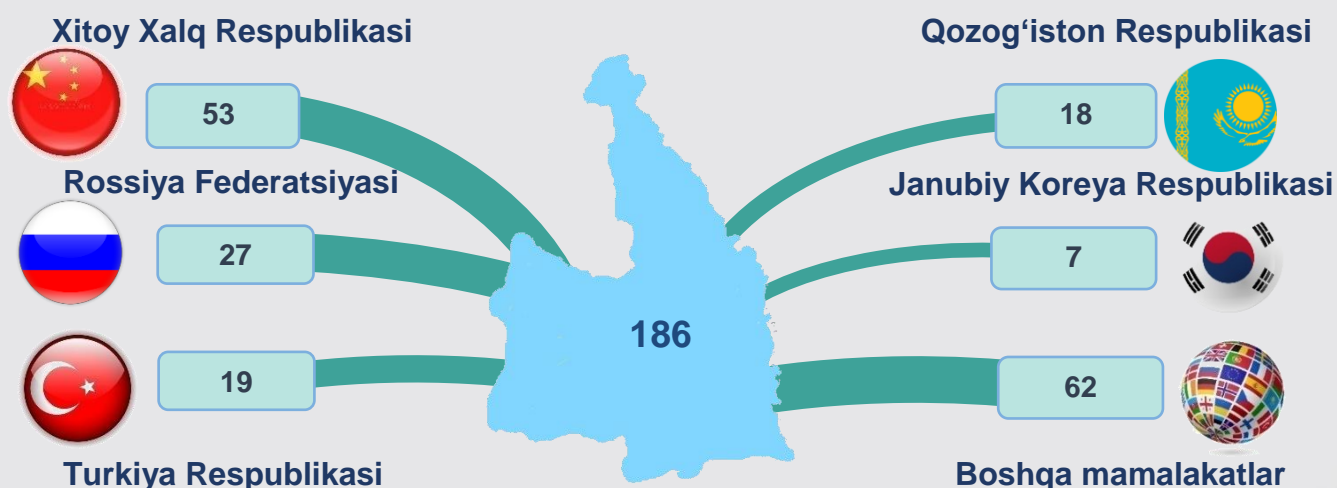 Xitoy Xalq Respublikasi
53
Rossiya Federatsiyasi
27
19
Turkiya Respublikasi
186
Qozog‘iston Respublikasi
18
Janubiy Koreya Respublikasi
7
62
Boshqa mamalakatlar